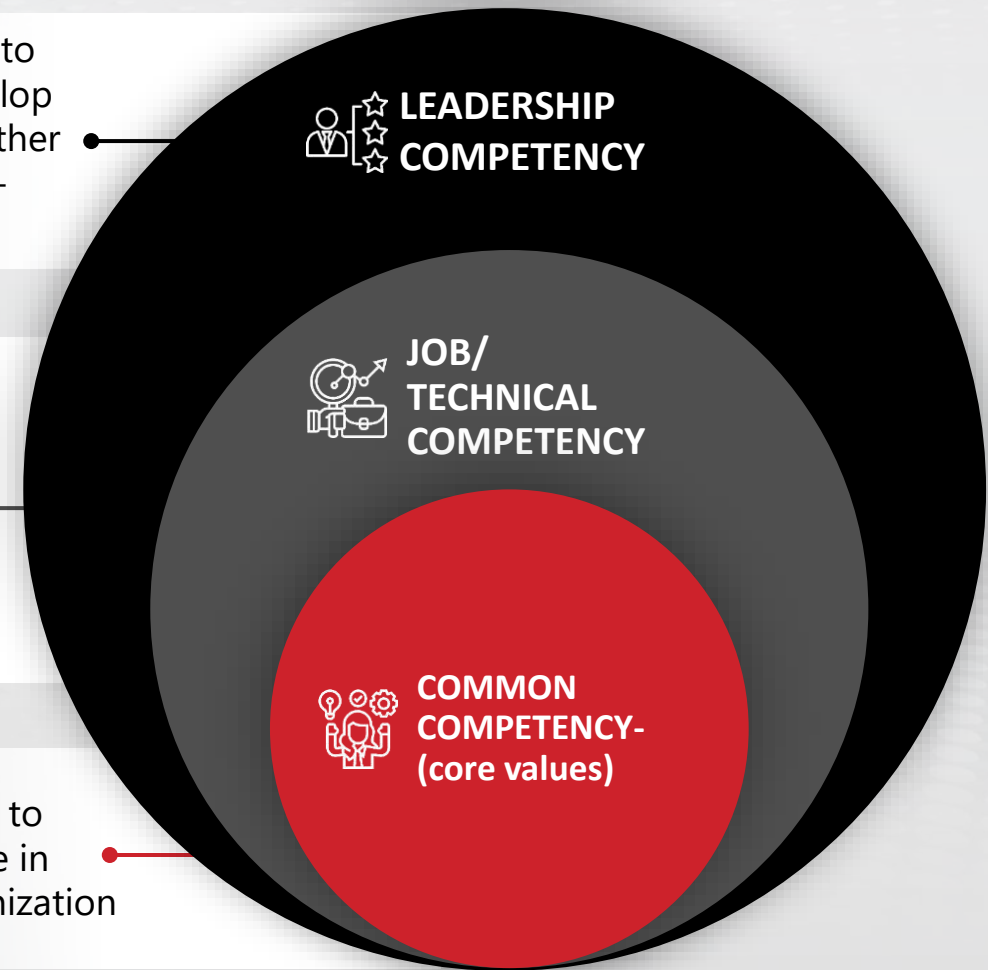 to
lop
ther
-
LEADERSHIP
COMPETENCY
JOB/
TECHNICAL
COMPETENCY
COMMON
COMPETENCY-
(core values)
to
e in
nization